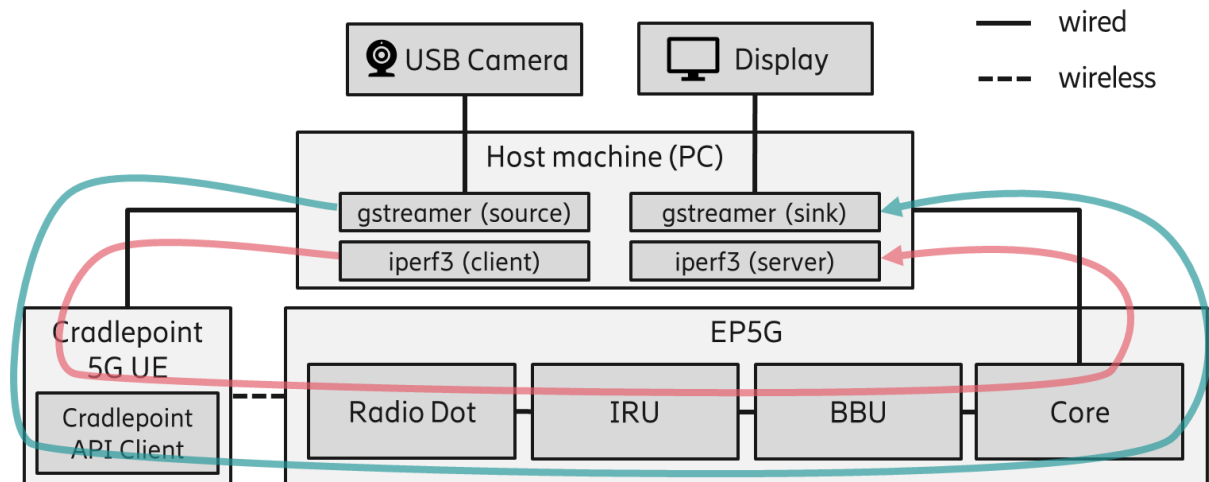 wired
USB Camera
Display
wireless
Host machine (PC)
gstreamer (source)
gstreamer (sink)
iperf3 (client)
iperf3 (server)
Cradlepoint
5G UE
EP5G
Cradlepoint
API Client
Radio Dot
IRU
BBU
Core